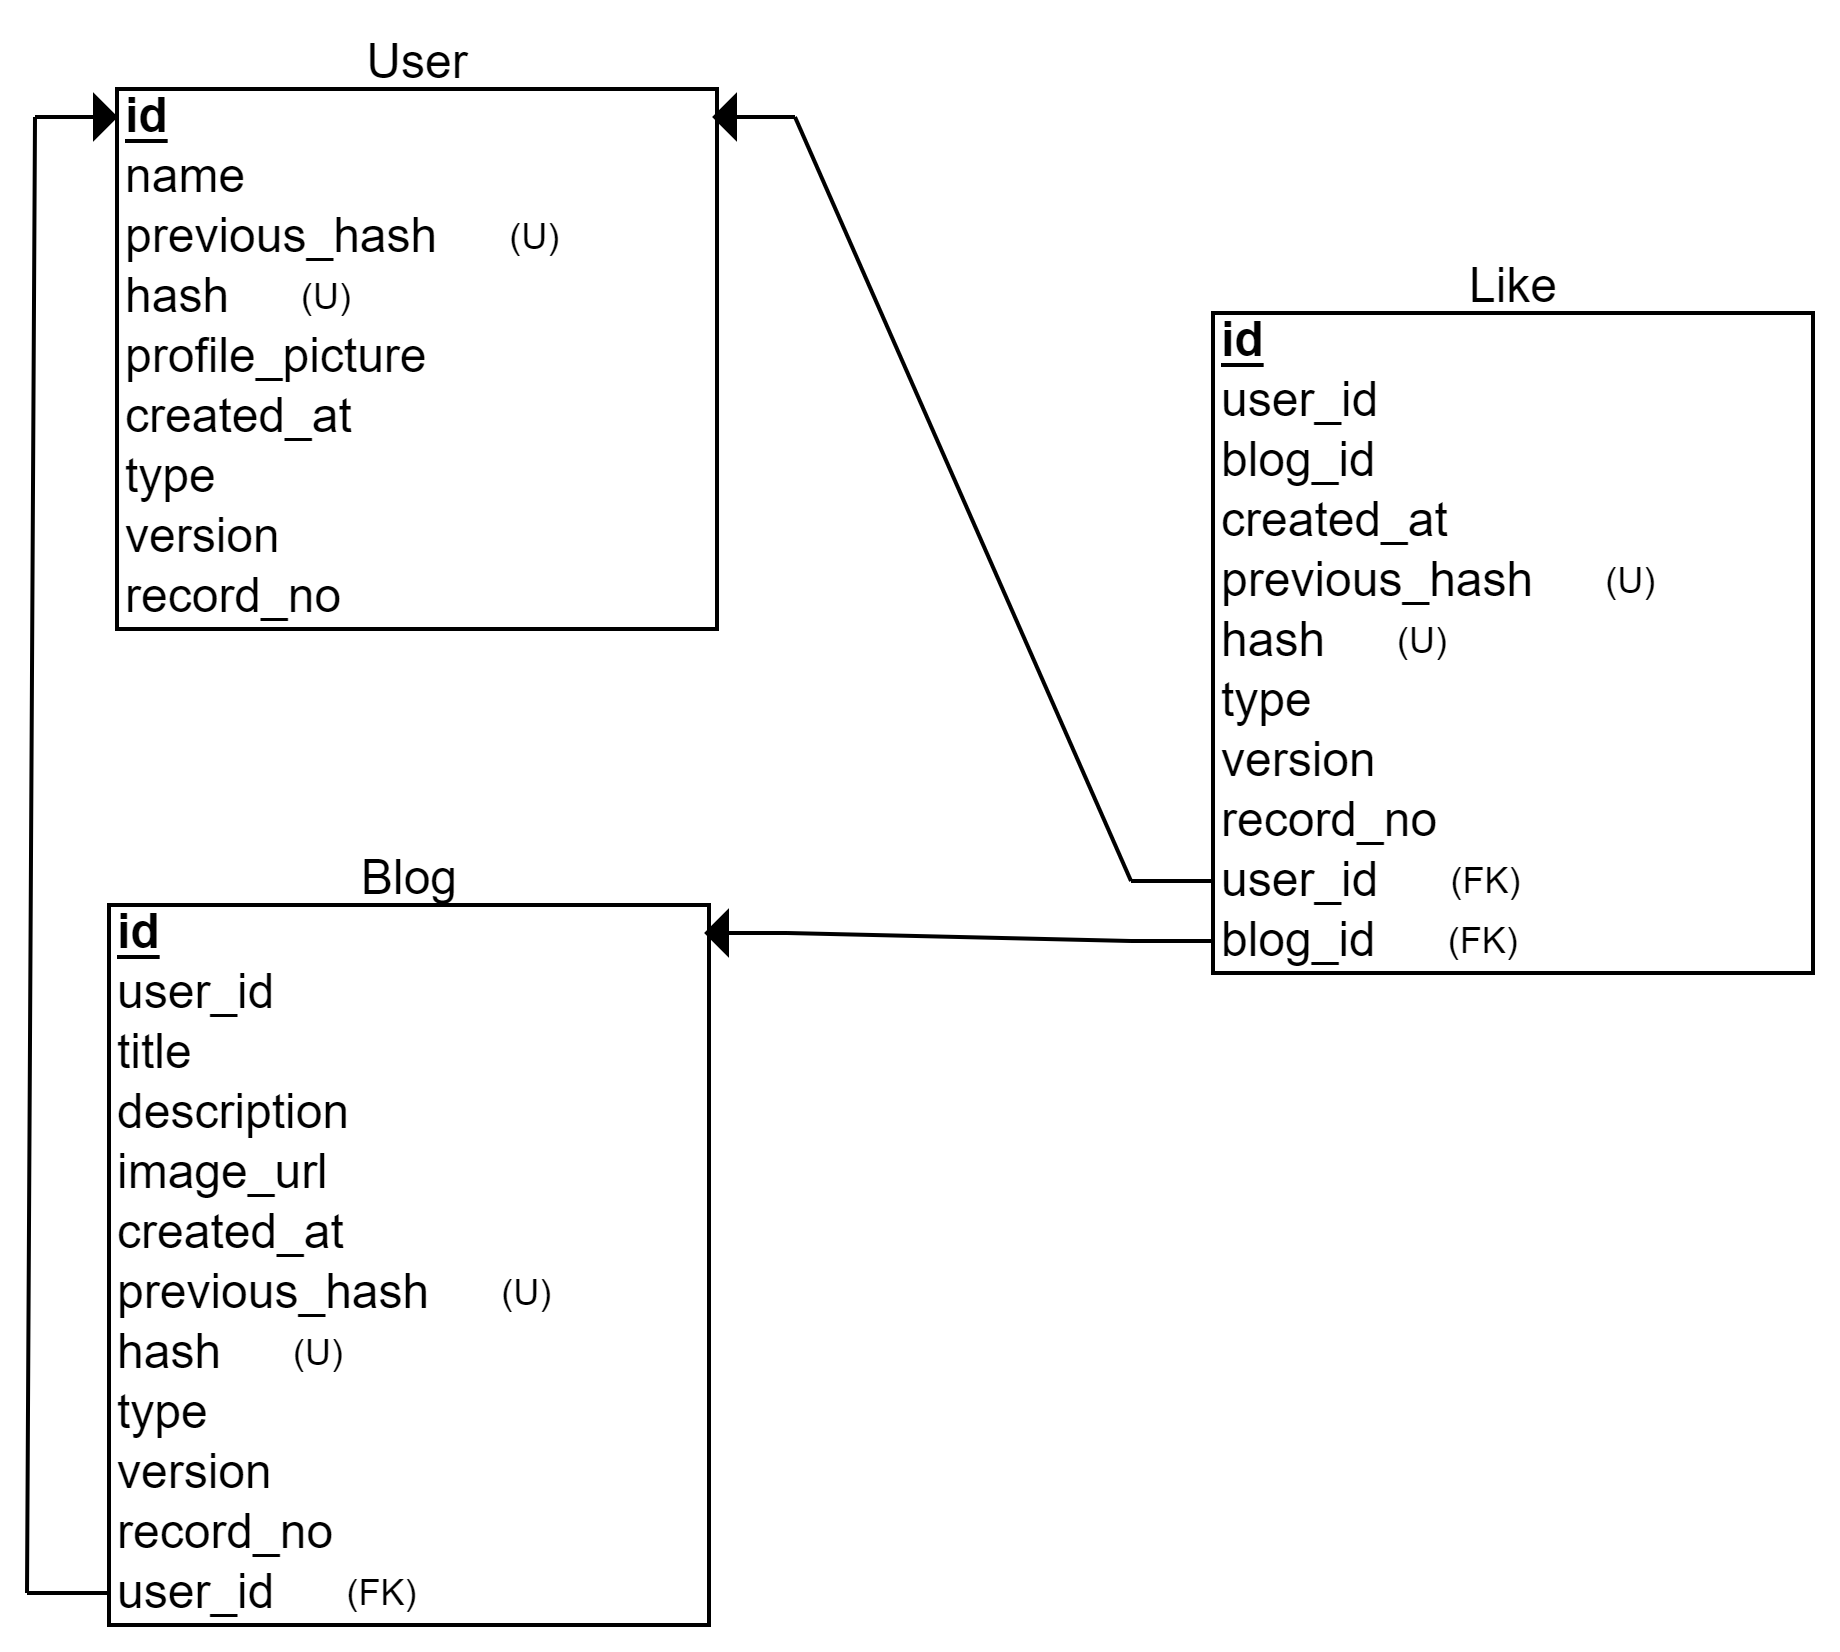 User
id
name
previous_hash (U)
hash (U)
profile_picture
created_at
type
version
record_no
Like
id
user_id
blog_id
created_at
previous_hash (U)
hash (U)
type
version
record_no
user_id (FK)
blog_id (FK)
Blog
id
user_id
title
description
image_url
created_at
previous_hash (U)
hash (U)
type
version
record_no
user_id (FK)